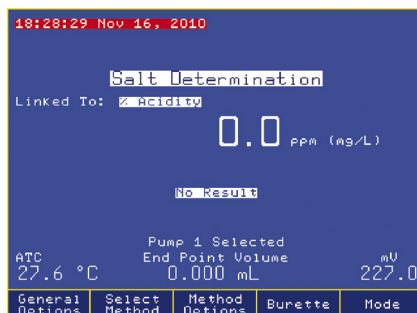 18:28:29 Nov 16, 2010
Salt Determination
Linked To: % Acidity
0.0 ppm (mg/L)
No Result
Pump 1 Selected
ATC End Point Volume mV
27.6 °C 0.000 mL 227.0
General Options Select Method Method Options Burette Mode